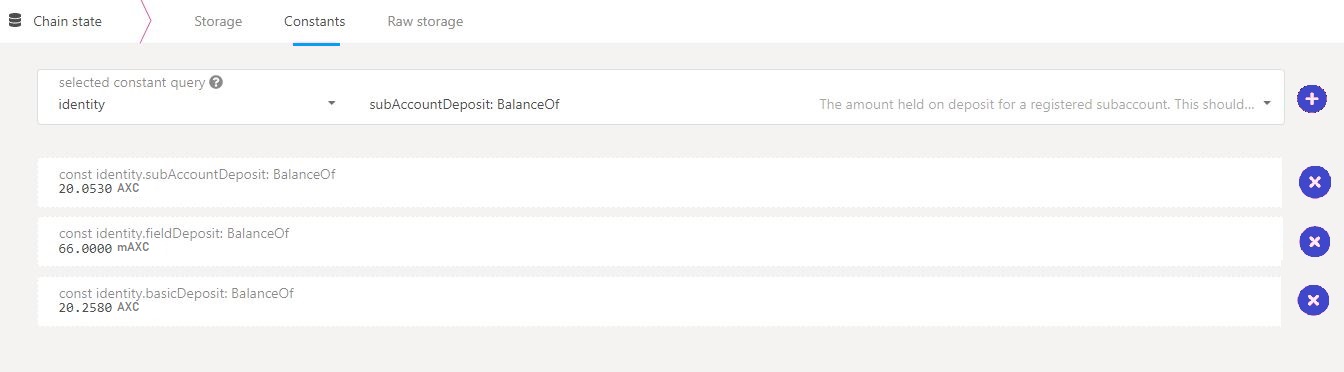 Chain state Storage Constants Raw storage
selected constant query
identity subAccountDeposit: BalanceOf The amount held on deposit for a registered subaccount. This should...
const identity.subAccountDeposit: BalanceOf
20.0530 AXC
const identity.fieldDeposit: BalanceOf
66.0000 mAXC
const identity.basicDeposit: BalanceOf
20.2580 AXC